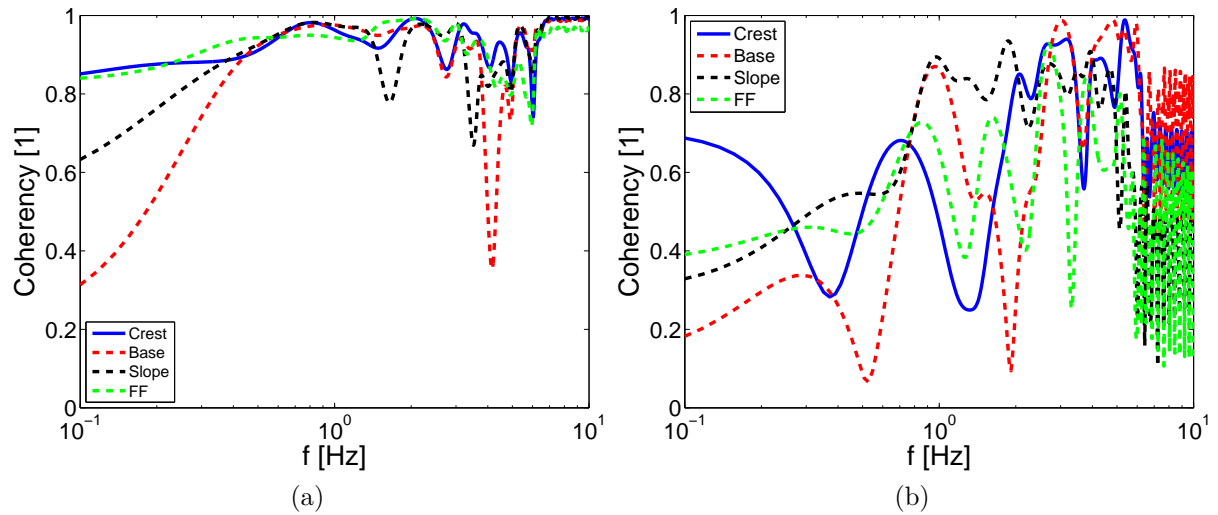 1
0.8
0.6
0.4
0.2
0
Coherency [1]
10^-1
10^0
10^1
f [Hz]
Crest
Base
Slope
FF
(a)
1
0.8
0.6
0.4
0.2
0
Coherency [1]
10^-1
10^0
10^1
f [Hz]
Crest
Base
Slope
FF
(b)